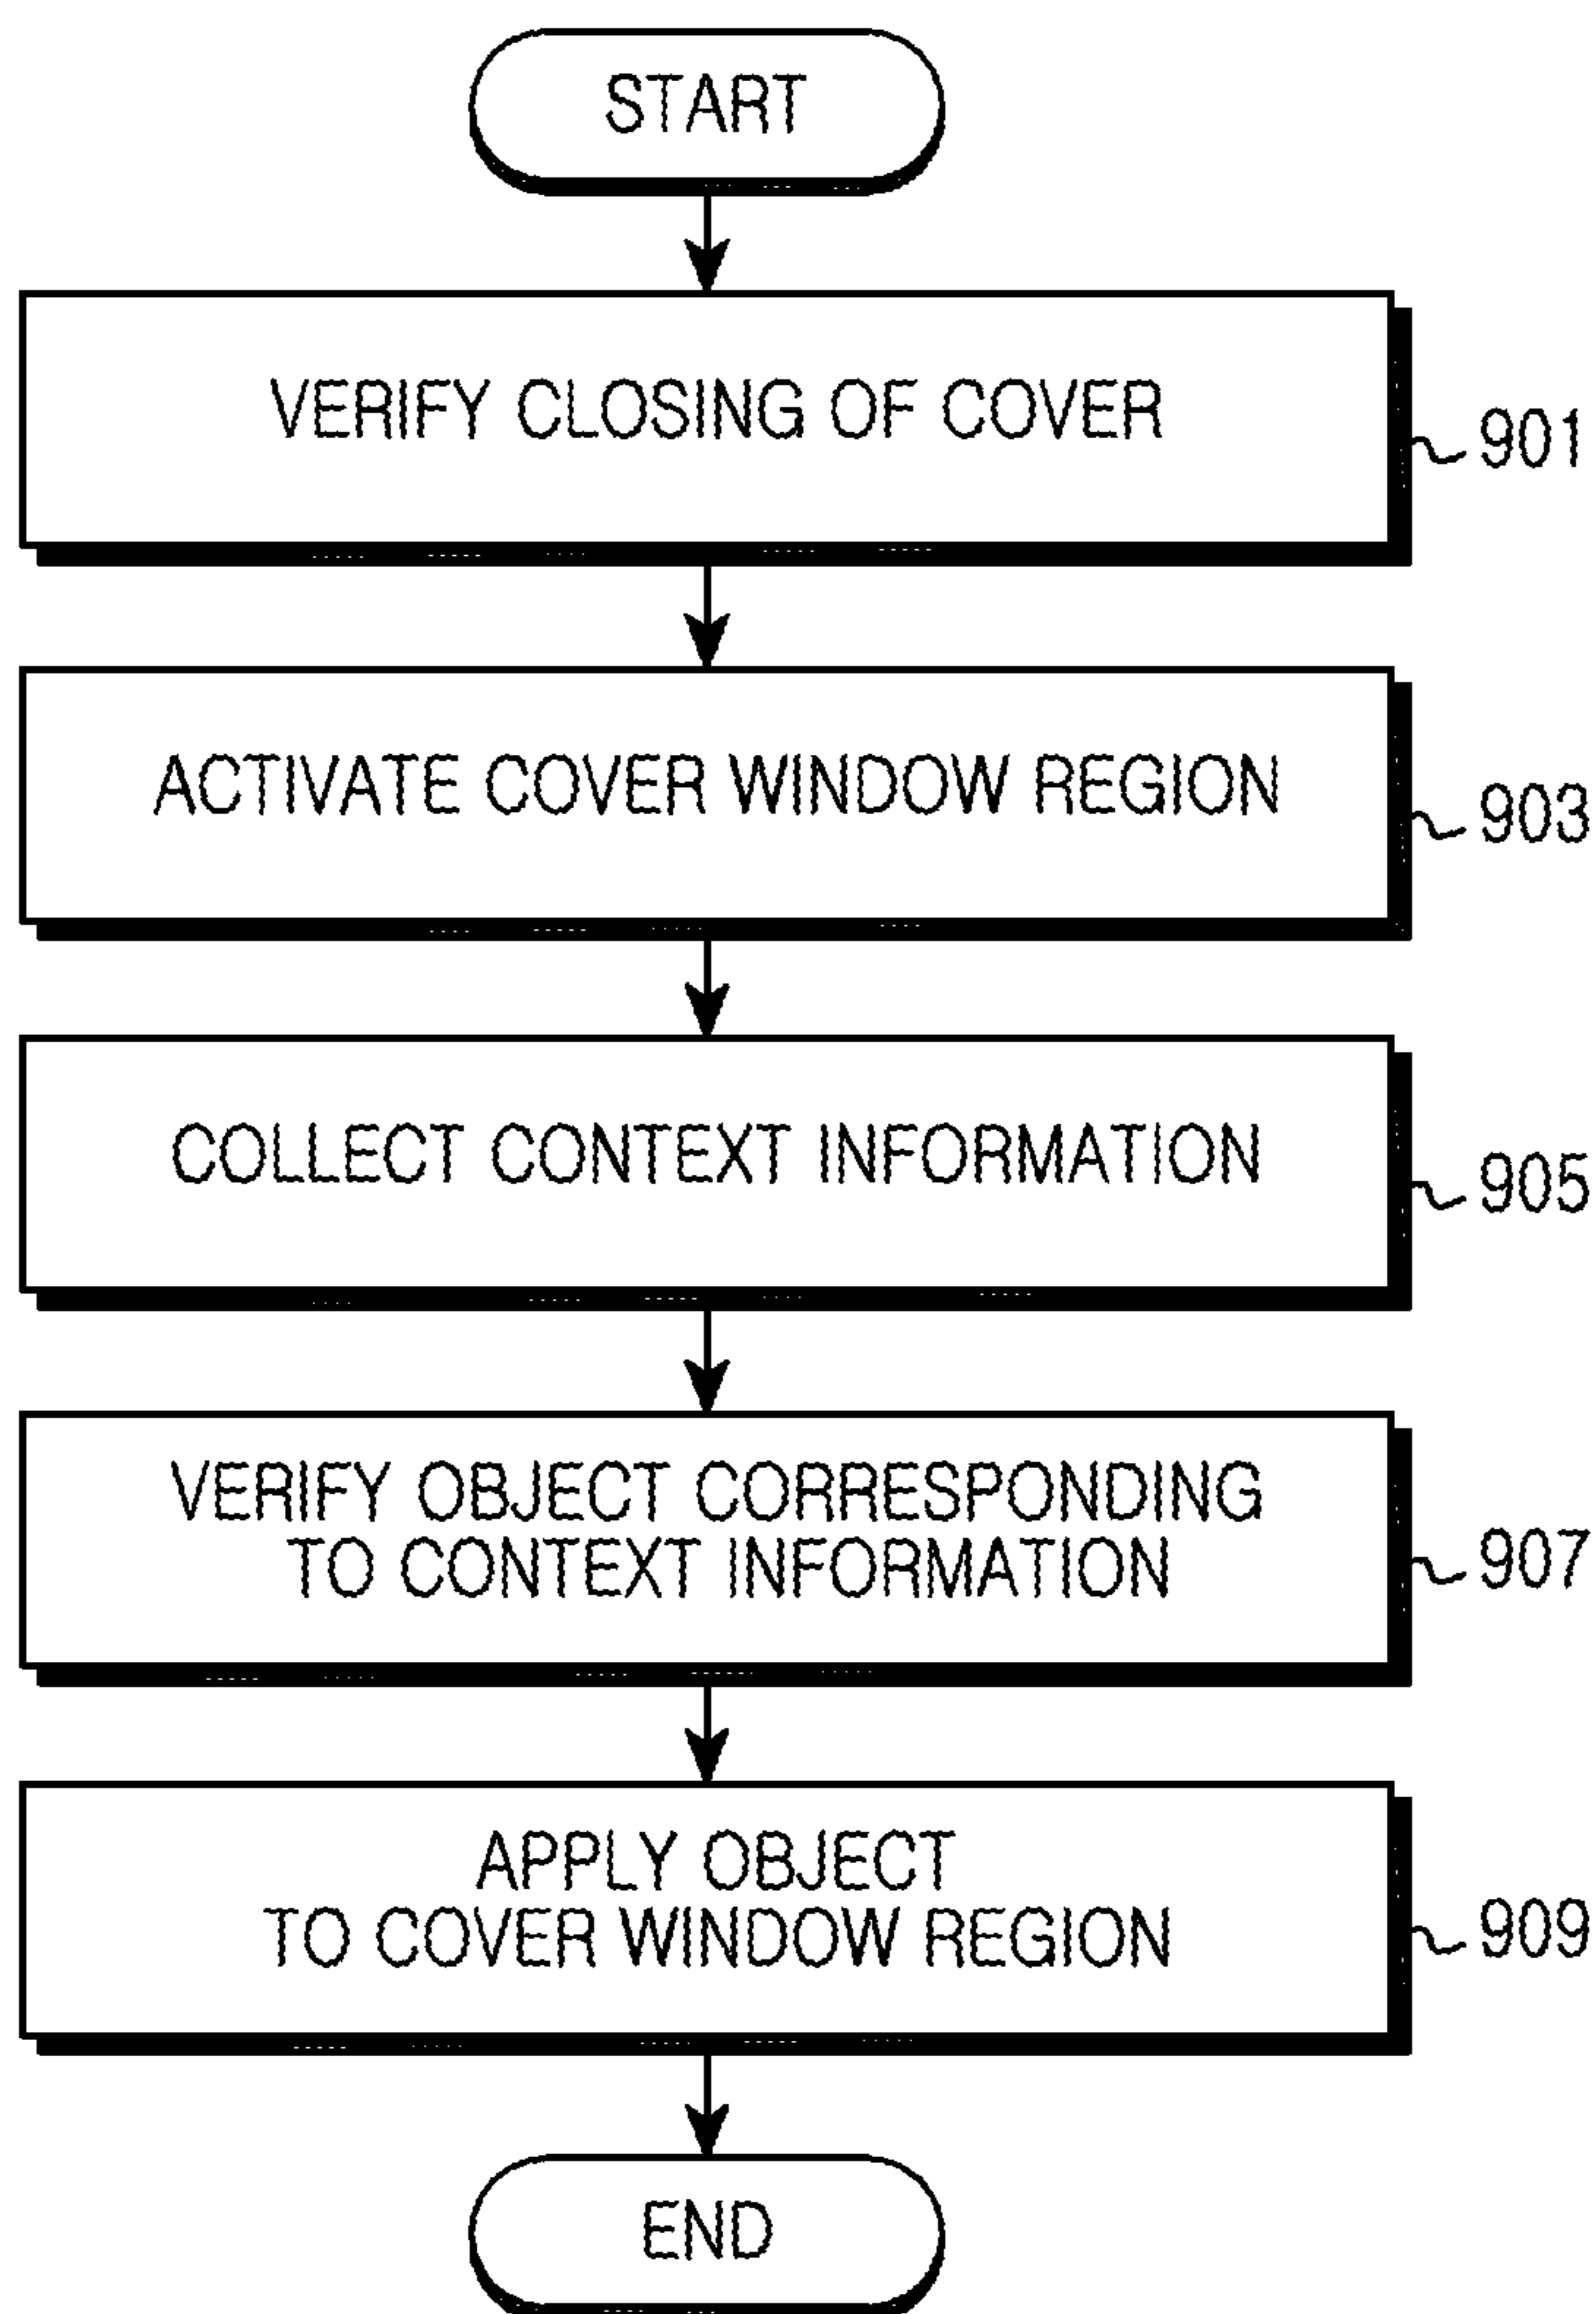 START
VERIFY CLOSING OF COVER
901
ACTIVATE COVER WINDOW REGION
903
COLLECT CONTEXT INFORMATION
905
VERIFY OBJECT CORRESPONDING
TO CONTEXT INFORMATION
907
APPLY OBJECT
TO COVER WINDOW REGION
909
END